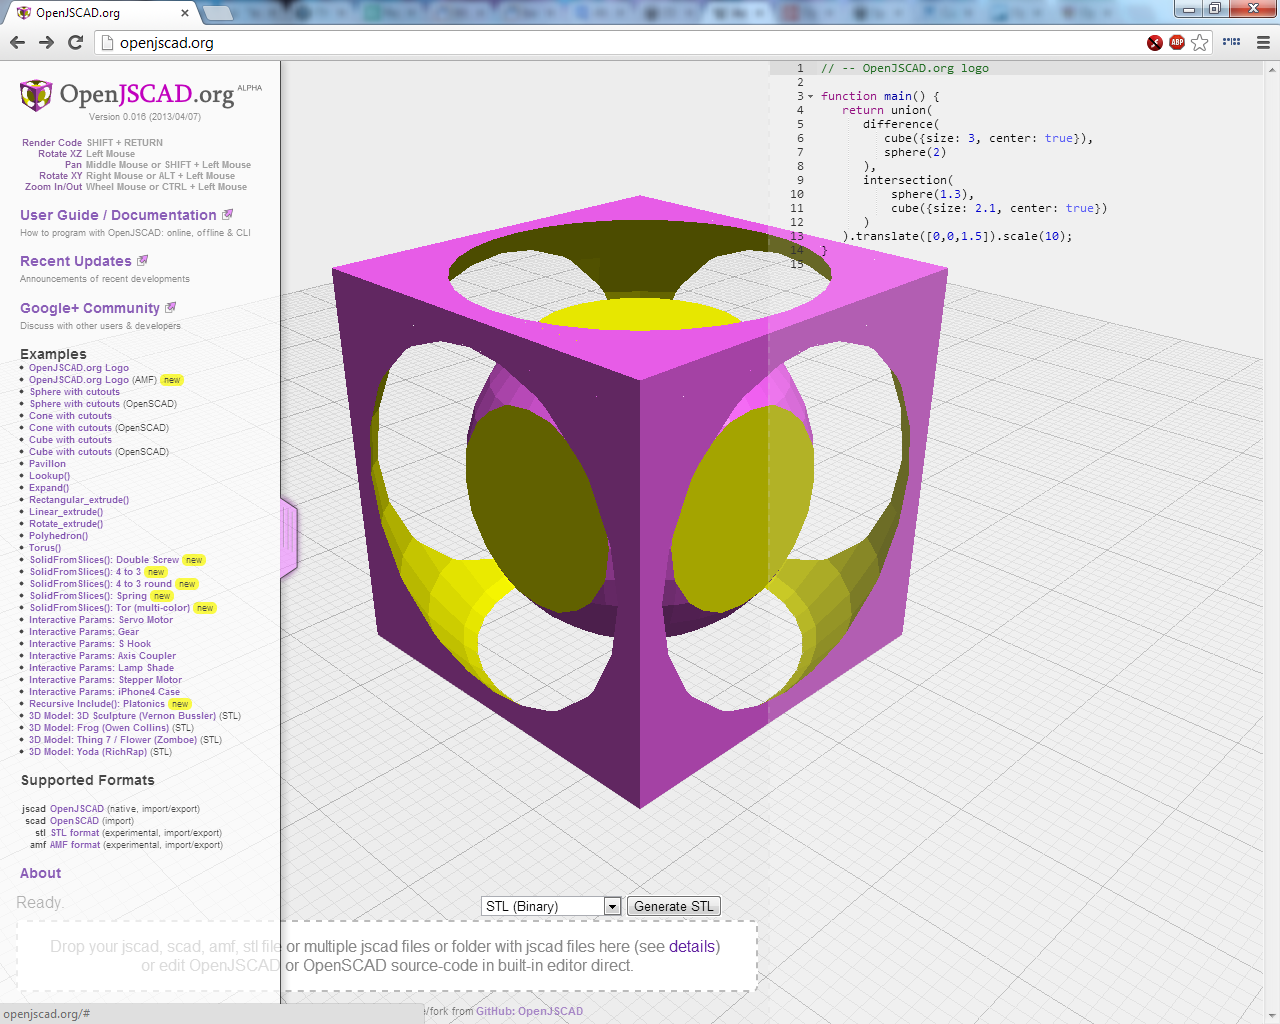 OpenJSCAD.org
openjscad.org
ABP
OpenJSCAD.org ALPHA
Version 0.016 (2013/04/07)
Render Code SHIFT + RETURN
Rotate XZ Left Mouse
Pan Middle Mouse or SHIFT + Left Mouse
Rotate XY Right Mouse or ALT + Left Mouse
Zoom In/Out Wheel Mouse or CTRL + Left Mouse
User Guide / Documentation
How to program with OpenJSCAD: online, offline & CLI
Recent Updates
Announcements of recent developments
Google+ Community
Discuss with other users & developers
Examples
OpenJSCAD.org Logo
OpenJSCAD.org Logo (AMF) new
Sphere with cutouts
Sphere with cutouts (OpenSCAD)
Cone with cutouts
Cone with cutouts (OpenSCAD)
Cube with cutouts
Cube with cutouts (OpenSCAD)
Pavillon
Lookup()
Expand()
Rectangular_extrude()
Linear_extrude()
Rotate_extrude()
Polyhedron()
Torus()
SolidFromSlices(): Double Screw new
SolidFromSlices(): 4 to 3 new
SolidFromSlices(): 4 to 3 round new
SolidFromSlices(): Spring new
SolidFromSlices(): Tor (multi-color) new
Interactive Params: Servo Motor
Interactive Params: Gear
Interactive Params: S Hook
Interactive Params: Axis Coupler
Interactive Params: Lamp Shade
Interactive Params: Stepper Motor
Interactive Params: iPhone4 Case
Recursive Include(): Platonics new
3D Model: 3D Sculpture (Vernon Bussler) (STL)
3D Model: Frog (Owen Collins) (STL)
3D Model: Thing 7 / Flower (Zomboe) (STL)
3D Model: Yoda (RichRap) (STL)
Supported Formats
jscad OpenJSCAD (native, import/export)
scad OpenSCAD (import)
stl STL format (experimental, import/export)
amf AMF format (experimental, import/export)
About
1 // -- OpenJSCAD.org logo
2
3 function main() {
4 return union(
5 difference(
6 cube({size: 3, center: true}),
7 sphere(2)
8 ),
9 intersection(
10 sphere(1.3),
11 cube({size: 2.1, center: true})
12 )
13 ).translate([0,0,1.5]).scale(10);
14 }
15
Ready.
STL (Binary) Generate STL
Drop your jscad, scad, amf, stl file or multiple jscad files or folder with jscad files here (see details)
or edit OpenJSCAD or OpenSCAD source-code in built-in editor direct.
e/fork from GitHub: OpenJSCAD
openjscad.org/#